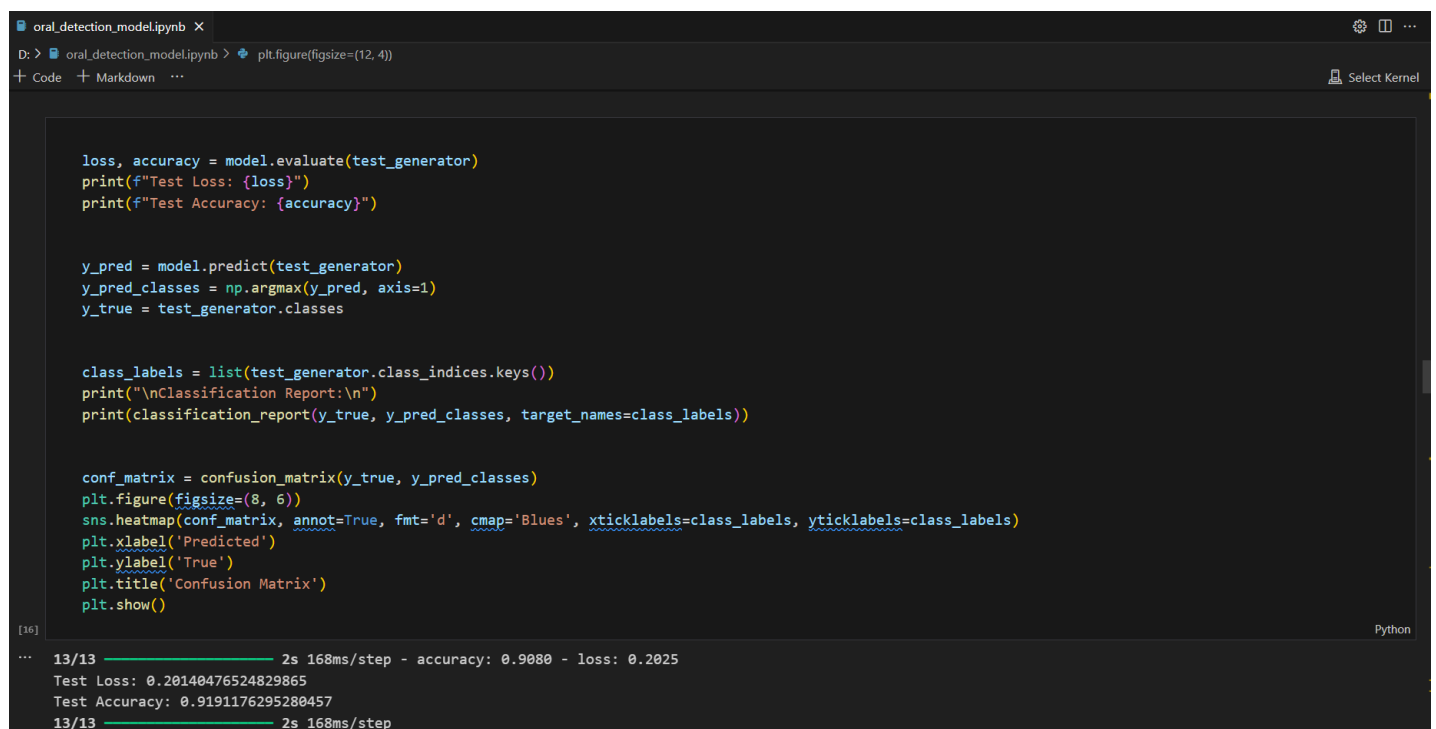 oral_detection_model.ipynb
D: > oral_detection_model.ipynb > plt.figure(figsize=(12, 4))
+ Code + Markdown ...
Select Kernel
loss, accuracy = model.evaluate(test_generator)
print(f"Test Loss: {loss}")
print(f"Test Accuracy: {accuracy}")
y_pred = model.predict(test_generator)
y_pred_classes = np.argmax(y_pred, axis=1)
y_true = test_generator.classes
class_labels = list(test_generator.class_indices.keys())
print("\nClassification Report:\n")
print(classification_report(y_true, y_pred_classes, target_names=class_labels))
conf_matrix = confusion_matrix(y_true, y_pred_classes)
plt.figure(figsize=(8, 6))
sns.heatmap(conf_matrix, annot=True, fmt='d', cmap='Blues', xticklabels=class_labels, yticklabels=class_labels)
plt.xlabel('Predicted')
plt.ylabel('True')
plt.title('Confusion Matrix')
plt.show()
[16]
Python
... 13/13 2s 168ms/step - accuracy: 0.9080 - loss: 0.2025
Test Loss: 0.20140476524829865
Test Accuracy: 0.9191176295280457
13/13 2s 168ms/step